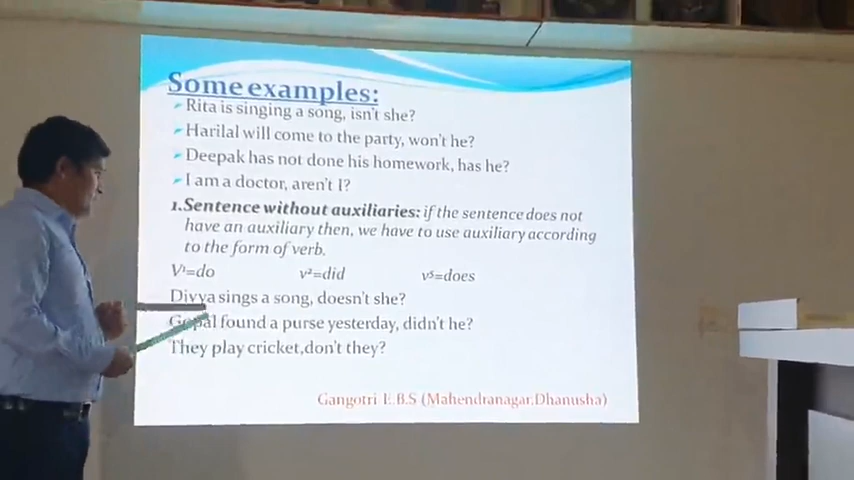 Some examples:
Rita is singing a song, isn't she?
Harilal will come to the party, won't he?
Deepak has not done his homework, has he?
I am a doctor, aren't I?
1.Sentence without auxiliaries: if the sentence does not
have an auxiliary then, we have to use auxiliary according
to the form of verb.
V¹=do v²=did v⁵=does
Divya sings a song, doesn't she?
Gopal found a purse yesterday, didn't he?
They play cricket,don't they?
Gangotri E.B.S (Mahendranagar,Dhanusha)